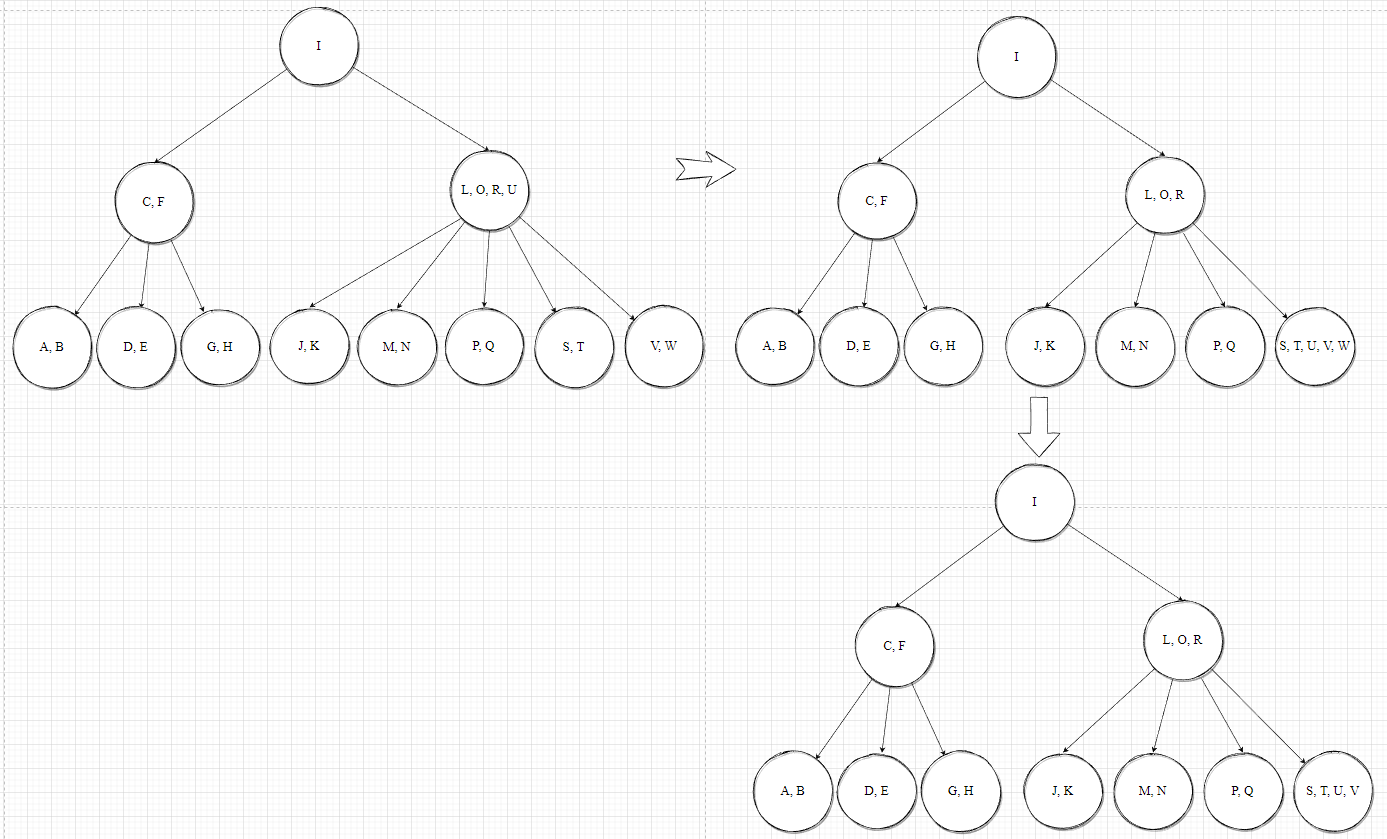 I
C, F
L, O, R, U
A, B
D, E
G, H
J, K
M, N
P, Q
S, T
V, W
I
C, F
L, O, R
A, B
D, E
G, H
J, K
M, N
P, Q
S, T, U, V, W
I
C, F
L, O, R
A, B
D, E
G, H
J, K
M, N
P, Q
S, T, U, V